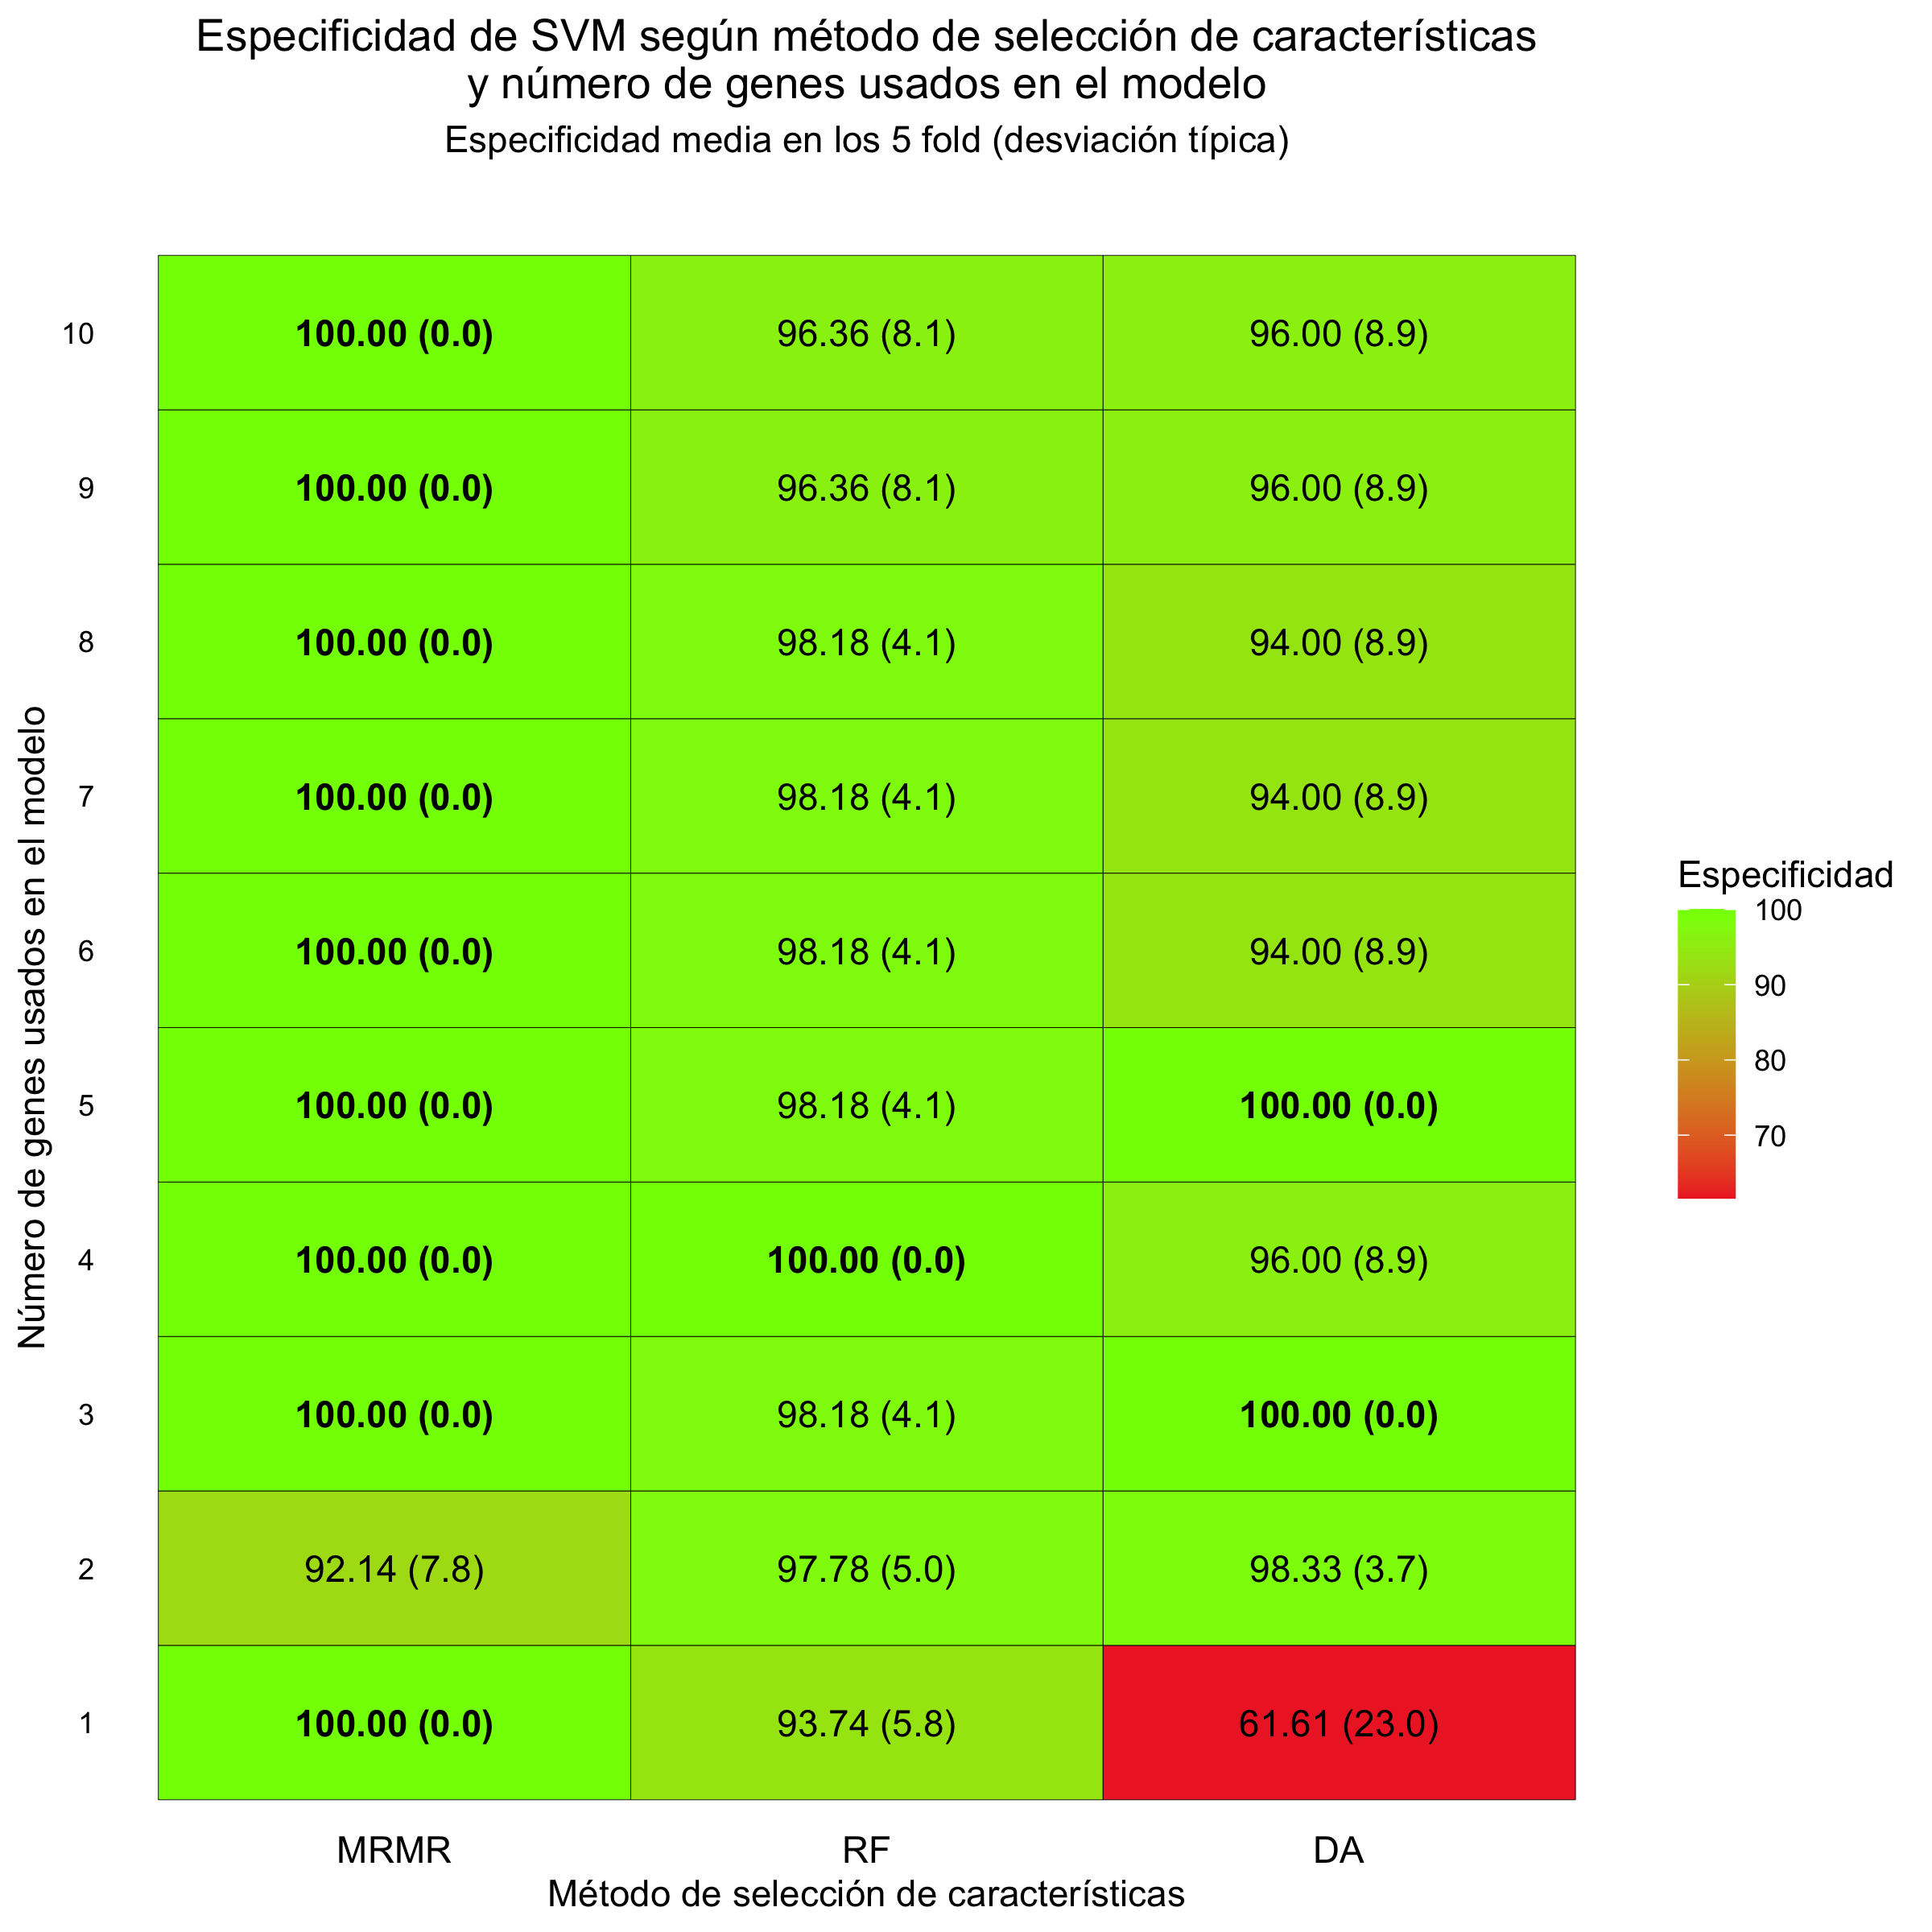 Especificidad de SVM según método de selección de características
y número de genes usados en el modelo
Especificidad media en los 5 fold (desviación típica)
Número de genes usados en el modelo
10 100.00 (0.0) 96.36 (8.1) 96.00 (8.9)
9 100.00 (0.0) 96.36 (8.1) 96.00 (8.9)
8 100.00 (0.0) 98.18 (4.1) 94.00 (8.9)
7 100.00 (0.0) 98.18 (4.1) 94.00 (8.9)
6 100.00 (0.0) 98.18 (4.1) 94.00 (8.9)
5 100.00 (0.0) 98.18 (4.1) 100.00 (0.0)
4 100.00 (0.0) 100.00 (0.0) 96.00 (8.9)
3 100.00 (0.0) 98.18 (4.1) 100.00 (0.0)
2 92.14 (7.8) 97.78 (5.0) 98.33 (3.7)
1 100.00 (0.0) 93.74 (5.8) 61.61 (23.0)
MRMR RF DA
Método de selección de características
Especificidad
100
90
80
70